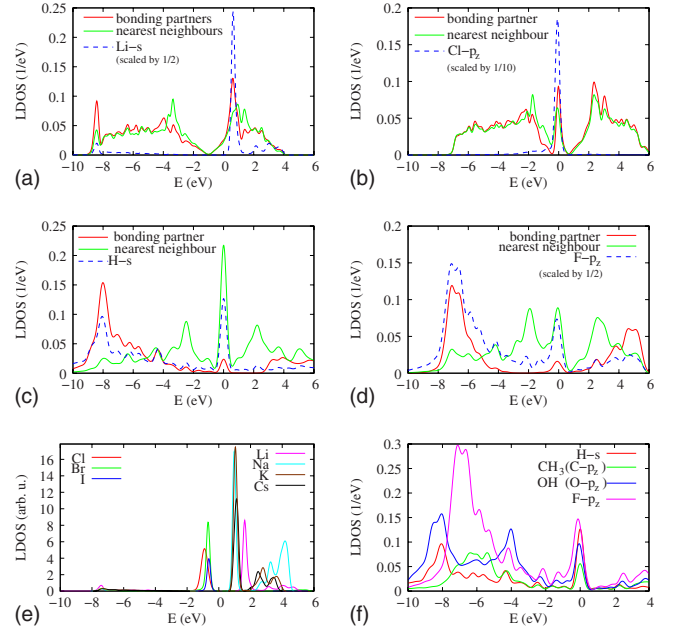 LDOS (1/eV)
0.25
0.2
0.15
0.1
0.05
0
bonding partners
nearest neighbours
Li-s
(scaled by 1/2)
-10 -8 -6 -4 -2 0 2 4 6
E (eV)
(a)
LDOS (1/eV)
0.2
0.15
0.1
0.05
0
bonding partner
nearest neighbour
Cl-pz
(scaled by 1/10)
-10 -8 -6 -4 -2 0 2 4 6
E (eV)
(b)
LDOS (1/eV)
0.25
0.2
0.15
0.1
0.05
0
bonding partner
nearest neighbour
H-s
-10 -8 -6 -4 -2 0 2 4 6
E (eV)
(c)
LDOS (1/eV)
0.2
0.15
0.1
0.05
0
bonding partner
nearest neighbour
F-pz
(scaled by 1/2)
-10 -8 -6 -4 -2 0 2 4 6
E (eV)
(d)
LDOS (arb. u.)
16
14
12
10
8
6
4
2
0
Cl
Br
I
Li
Na
K
Cs
-10 -8 -6 -4 -2 0 2 4 6
E (eV)
(e)
LDOS (1/eV)
0.3
0.25
0.2
0.15
0.1
0.05
0
H-s
CH3(C-pz)
OH (O-pz)
F-pz
-10 -8 -6 -4 -2 0 2 4
E (eV)
(f)